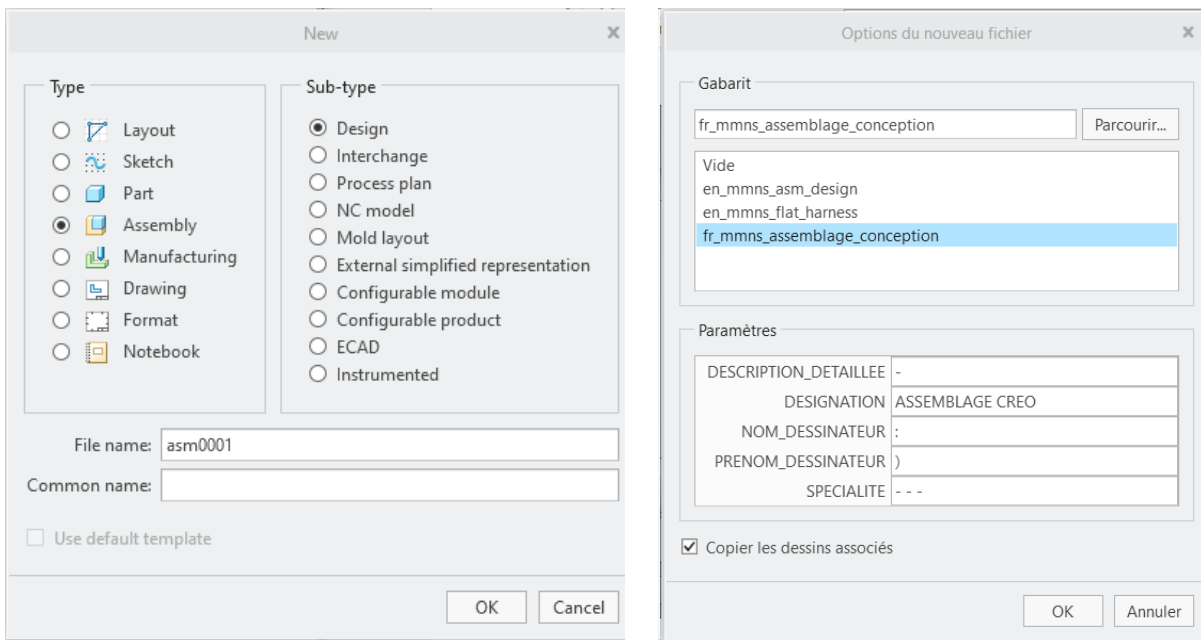 New
Type
Layout
Sketch
Part
Assembly
Manufacturing
Drawing
Format
Notebook
Sub-type
Design
Interchange
Process plan
NC model
Mold layout
External simplified representation
Configurable module
Configurable product
ECAD
Instrumented
File name: asm0001
Common name:
Use default template
OK Cancel
Options du nouveau fichier
Gabarit
fr_mmns_assemblage_conception Parcourir...
Vide
en_mmns_asm_design
en_mmns_flat_harness
fr_mmns_assemblage_conception
Paramètres
DESCRIPTION_DETAILLEE -
DESIGNATION ASSEMBLAGE CREO
NOM_DESSINATEUR :
PRENOM_DESSINATEUR )
SPECIALITE - - -
Copier les dessins associés
OK Annuler